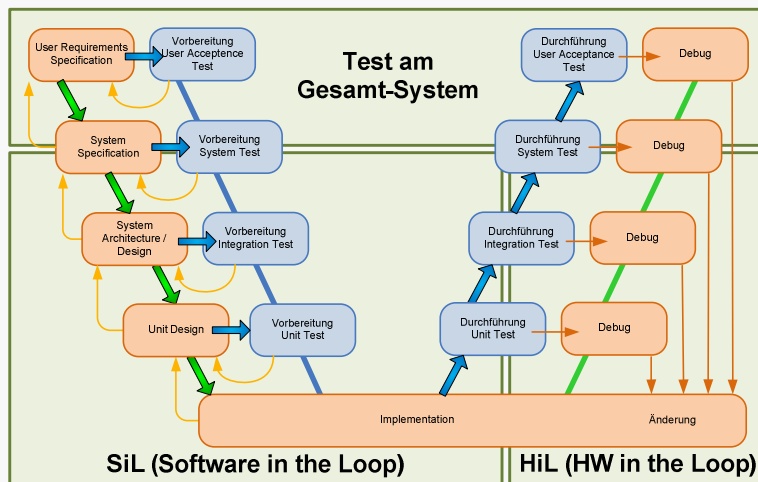 User Requirements
Specification
Vorbereitung
User Acceptance
Test
Test am
Gesamt-System
Durchführung
User Acceptance
Test
Debug
System
Specification
Vorbereitung
System Test
Durchführung
System Test
Debug
System
Architecture /
Design
Vorbereitung
Integration Test
Durchführung
Integration Test
Debug
Unit Design
Vorbereitung
Unit Test
Durchführung
Unit Test
Debug
Implementation
Änderung
SiL (Software in the Loop)
HiL (HW in the Loop)